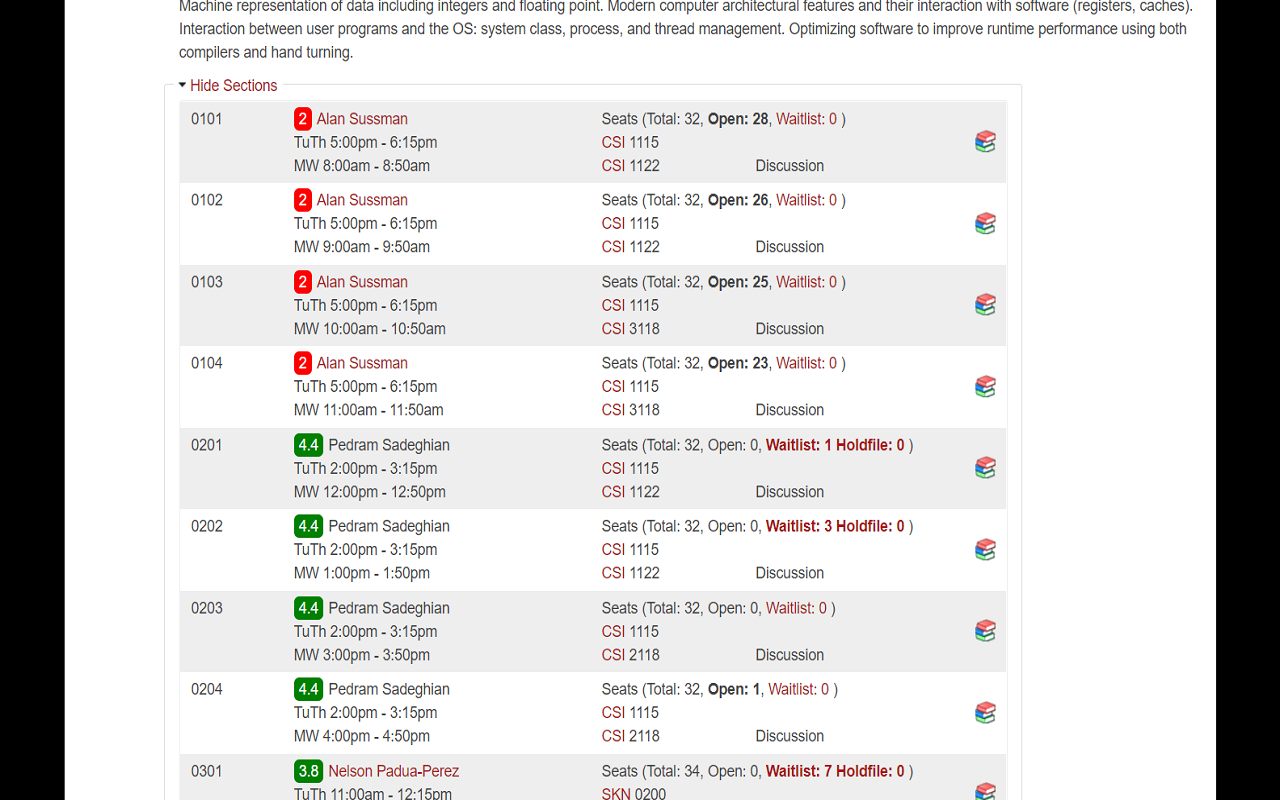 Machine representation of data including integers and floating point. Modern computer architectural features and their interaction with software (registers, caches).
Interaction between user programs and the OS: system class, process, and thread management. Optimizing software to improve runtime performance using both
compilers and hand turning.
Hide Sections
0101 2 Alan Sussman Seats (Total: 32, Open: 28, Waitlist: 0 )
TuTh 5:00pm - 6:15pm CSI 1115
MW 8:00am - 8:50am CSI 1122 Discussion
0102 2 Alan Sussman Seats (Total: 32, Open: 26, Waitlist: 0 )
TuTh 5:00pm - 6:15pm CSI 1115
MW 9:00am - 9:50am CSI 1122 Discussion
0103 2 Alan Sussman Seats (Total: 32, Open: 25, Waitlist: 0 )
TuTh 5:00pm - 6:15pm CSI 1115
MW 10:00am - 10:50am CSI 3118 Discussion
0104 2 Alan Sussman Seats (Total: 32, Open: 23, Waitlist: 0 )
TuTh 5:00pm - 6:15pm CSI 1115
MW 11:00am - 11:50am CSI 3118 Discussion
0201 4.4 Pedram Sadeghian Seats (Total: 32, Open: 0, Waitlist: 1 Holdfile: 0 )
TuTh 2:00pm - 3:15pm CSI 1115
MW 12:00pm - 12:50pm CSI 1122 Discussion
0202 4.4 Pedram Sadeghian Seats (Total: 32, Open: 0, Waitlist: 3 Holdfile: 0 )
TuTh 2:00pm - 3:15pm CSI 1115
MW 1:00pm - 1:50pm CSI 1122 Discussion
0203 4.4 Pedram Sadeghian Seats (Total: 32, Open: 0, Waitlist: 0 )
TuTh 2:00pm - 3:15pm CSI 1115
MW 3:00pm - 3:50pm CSI 2118 Discussion
0204 4.4 Pedram Sadeghian Seats (Total: 32, Open: 1, Waitlist: 0 )
TuTh 2:00pm - 3:15pm CSI 1115
MW 4:00pm - 4:50pm CSI 2118 Discussion
0301 3.8 Nelson Padua-Perez Seats (Total: 34, Open: 0, Waitlist: 7 Holdfile: 0 )
TuTh 11:00am - 12:15pm SKN 0200